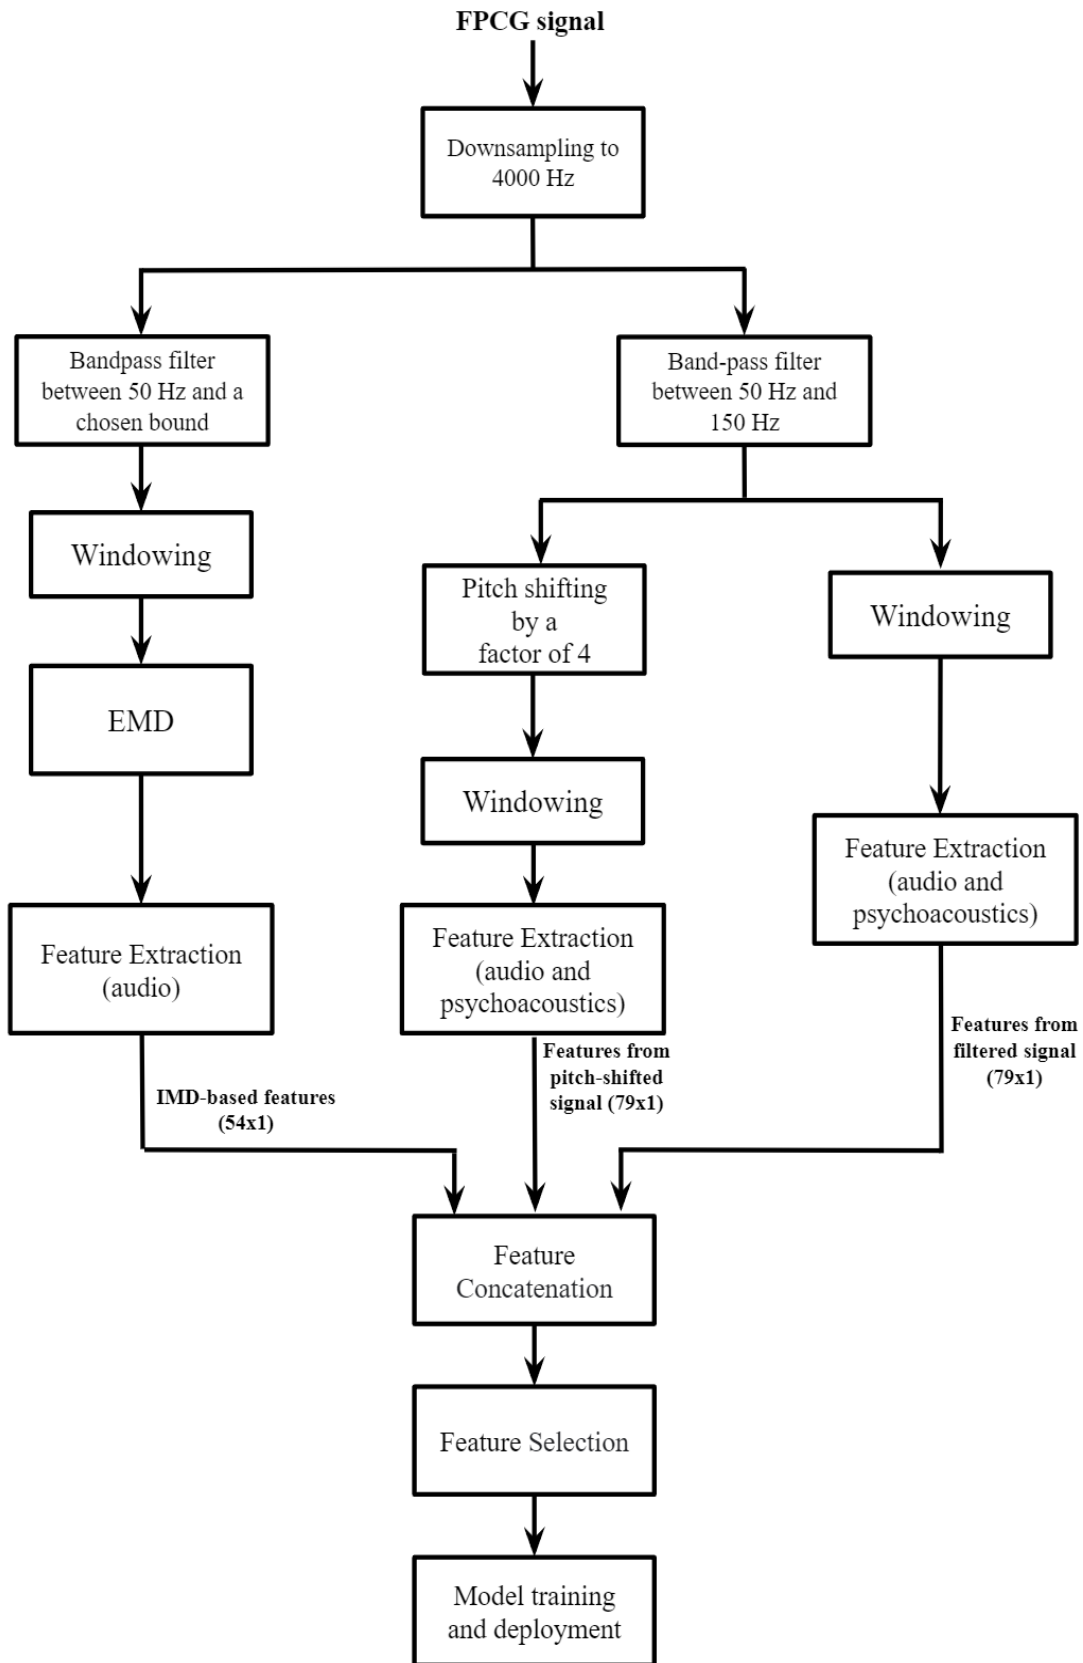 FPCG signal
Downsampling to
4000 Hz
Bandpass filter
between 50 Hz and a
chosen bound
Band-pass filter
between 50 Hz and
150 Hz
Windowing
Pitch shifting
by a
factor of 4
Windowing
EMD
Windowing
Feature Extraction
(audio and
psychoacoustics)
Feature Extraction
(audio)
Feature Extraction
(audio and
psychoacoustics)
Features from
filtered signal
(79x1)
Features from
pitch-shifted
signal (79x1)
IMD-based features
(54x1)
Feature
Concatenation
Feature Selection
Model training
and deployment